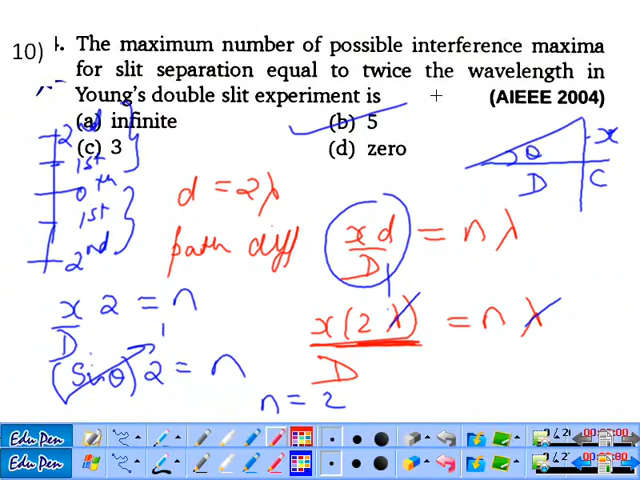 10) 1. The maximum number of possible interference maxima
for slit separation equal to twice the wavelength in
Young's double slit experiment is (AIEEE 2004)
(a) infinite (b) 5
(c) 3 (d) zero
2nd
1st
0th
1st
2nd
θ x
D C
d = 2λ
path diff
xd/D = nλ
x/D 2 = n
x(2λ)/D = nλ
(sinθ) 2 = n
1
n = 2
Edu Pen
Edu Pen